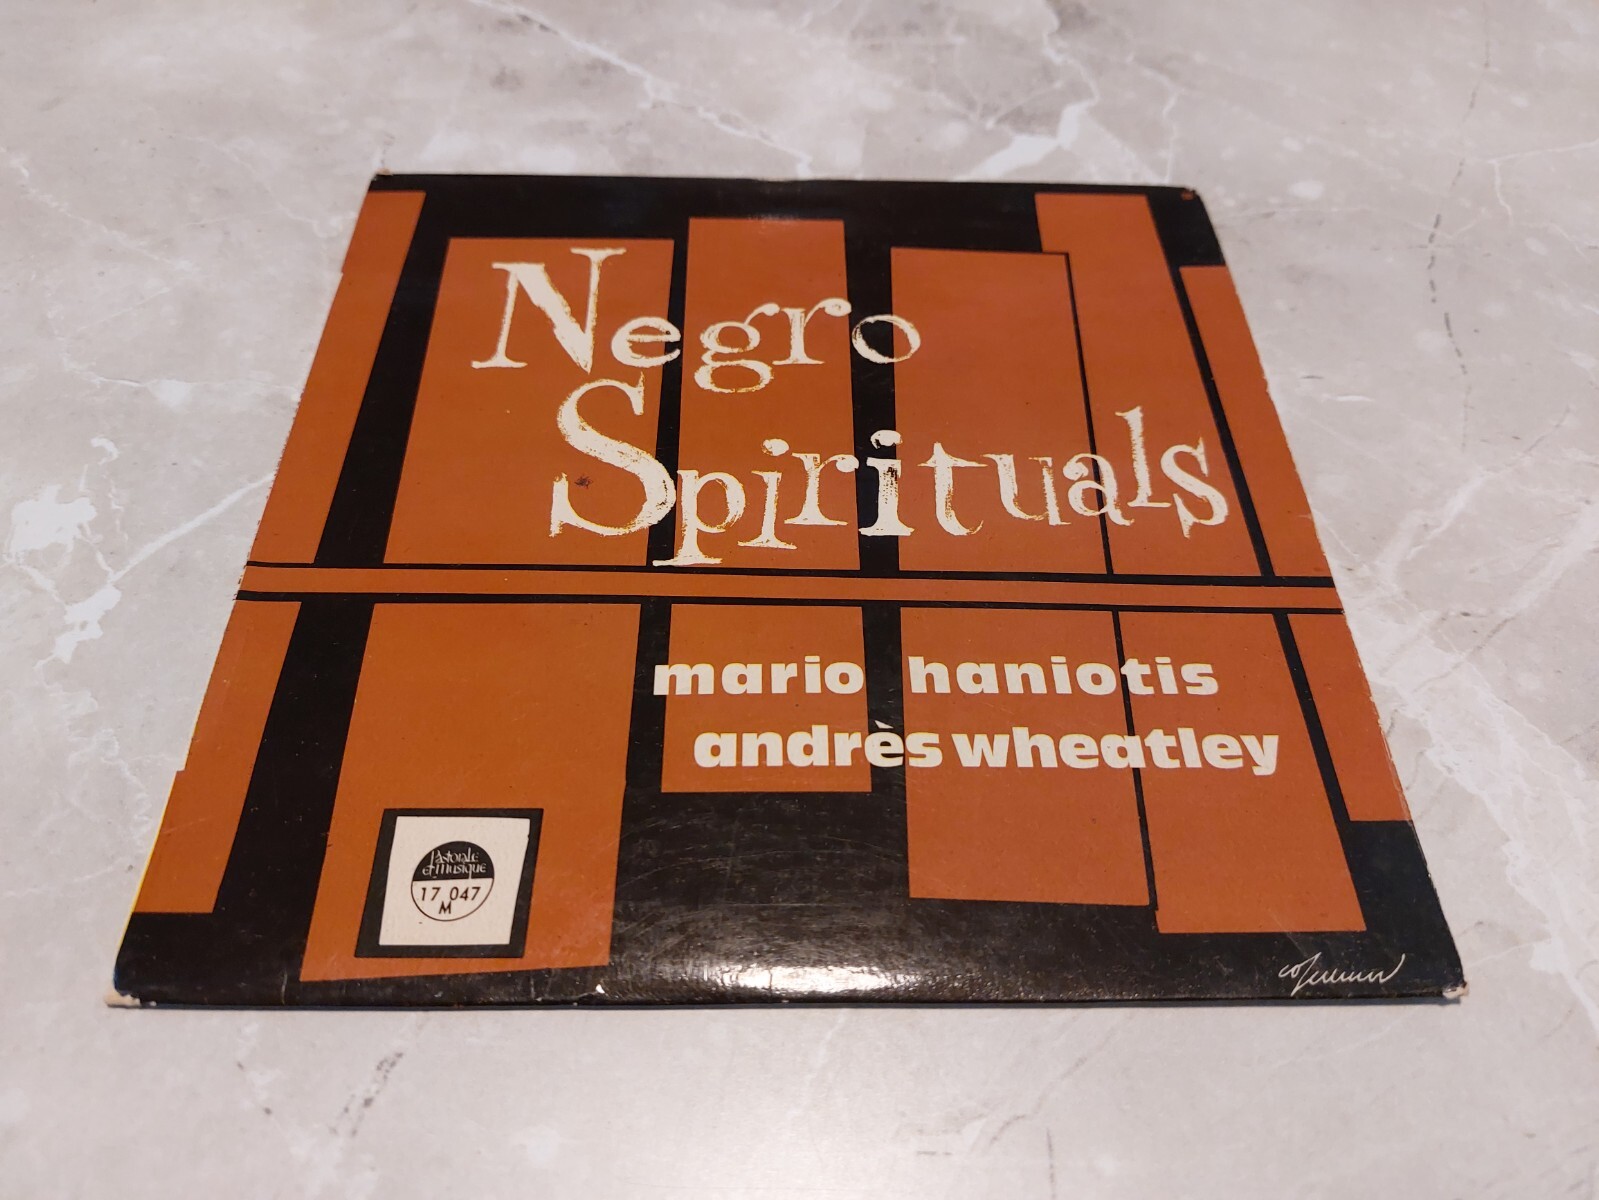 Negro
Spirituals
mario haniotis
andrès wheatley
Pastorale
et musique
17 047
M